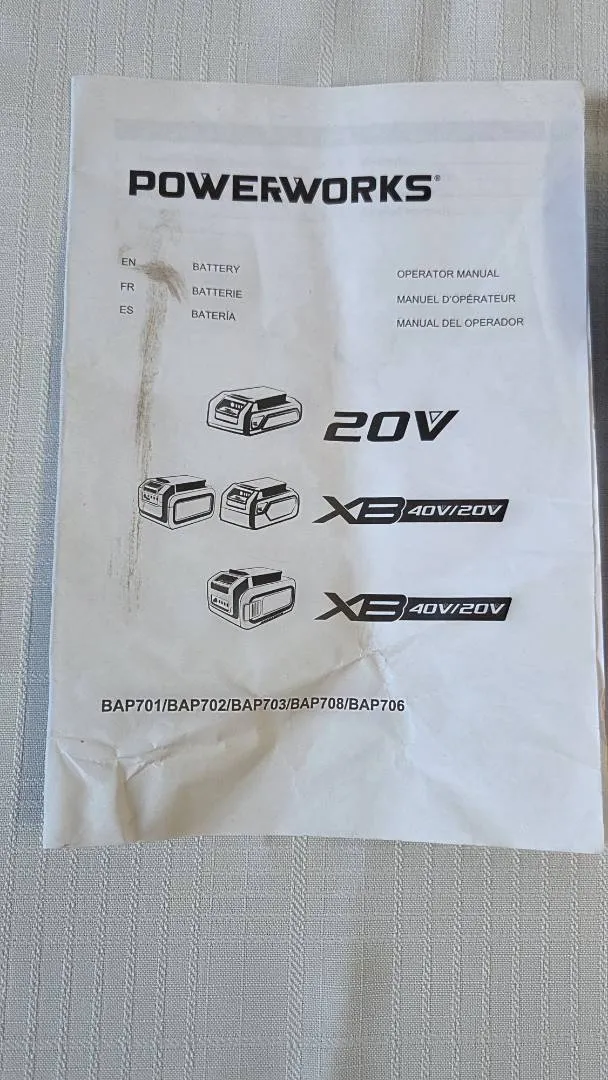 POWERWORKS®
EN BATTERY OPERATOR MANUAL
FR BATTERIE MANUEL D'OPÉRATEUR
ES BATERÍA MANUAL DEL OPERADOR
20V
XB 40V/20V
XB 40V/20V
BAP701/BAP702/BAP703/BAP708/BAP706